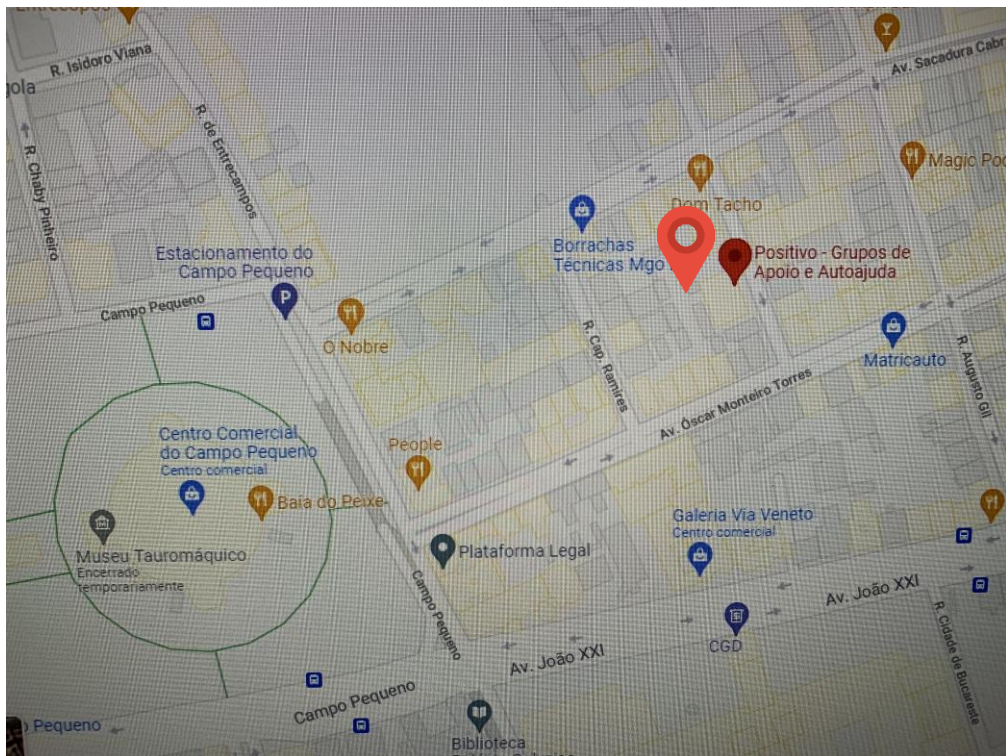 R. Isidoro Viana
gola
R. Chaby Pinheiro
R. de Entrecampos
Av. Sacadura Cabr
Magic Poc
Dom Tacho
Borrachas
Técnicas Mgo
Positivo - Grupos de
Apoio e Autoajuda
Estacionamento do
Campo Pequeno
P
Campo Pequeno
O Nobre
R. Cap. Ramires
Matricauto
R. Augusto Gil
Av. Óscar Monteiro Torres
People
Centro Comercial
do Campo Pequeno
Centro comercial
Baía do Peixe
Museu Tauromáquico
Encerrado
temporariamente
Plataforma Legal
Galeria Via Veneto
Centro comercial
Campo Pequeno
Av. João XXI
Av. João XXI
CGD
R. Cidade de Bucareste
Campo Pequeno
o Pequeno
Biblioteca